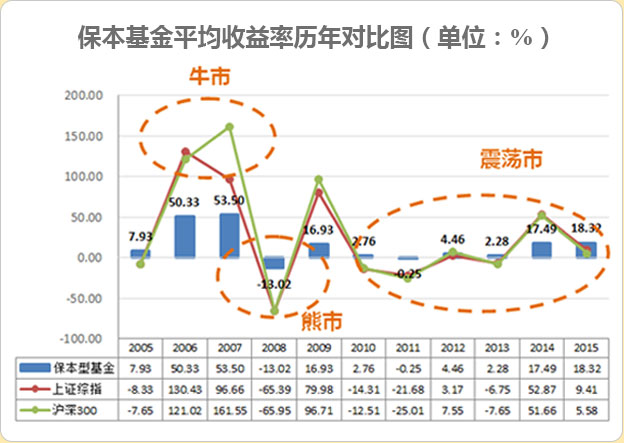 保本基金平均收益率历年对比图（单位：%）
牛市
震荡市
熊市
200.00
150.00
100.00
50.00
0.00
-50.00
-100.00
7.93 50.33 53.50 -13.02 16.93 2.76 -0.25 4.46 2.28 17.49 18.32
2005 2006 2007 2008 2009 2010 2011 2012 2013 2014 2015
保本型基金 7.93 50.33 53.50 -13.02 16.93 2.76 -0.25 4.46 2.28 17.49 18.32
上证综指 -8.33 130.43 96.66 -65.39 79.98 -14.31 -21.68 3.17 -6.75 52.87 9.41
沪深300 -7.65 121.02 161.55 -65.95 96.71 -12.51 -25.01 7.55 -7.65 51.66 5.58